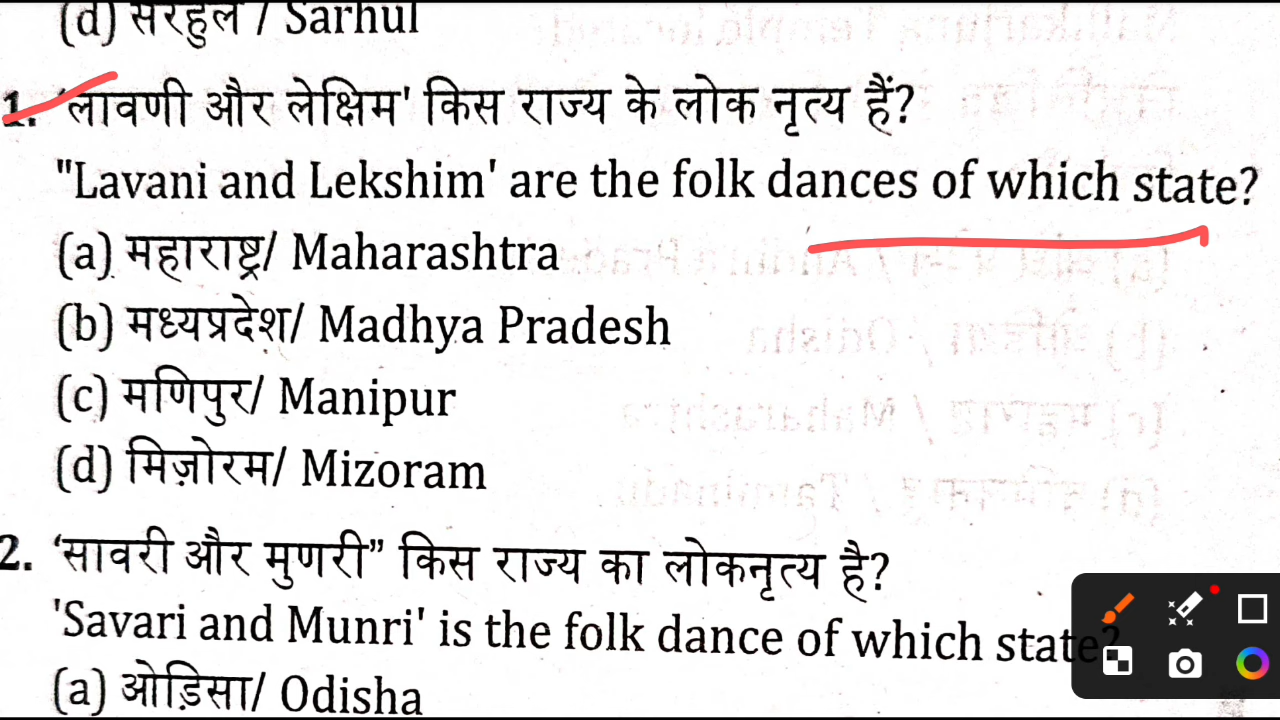 (d) सरहुल / Sarhul
1. 'लावणी और लेक्षिम' किस राज्य के लोक नृत्य हैं?
"Lavani and Lekshim' are the folk dances of which state?
(a) महाराष्ट्र/ Maharashtra
(b) मध्यप्रदेश/ Madhya Pradesh
(c) मणिपुर/ Manipur
(d) मिज़ोरम/ Mizoram
2. 'सावरी और मुणरी” किस राज्य का लोकनृत्य है?
'Savari and Munri' is the folk dance of which state?
(a) ओड़िसा/ Odisha